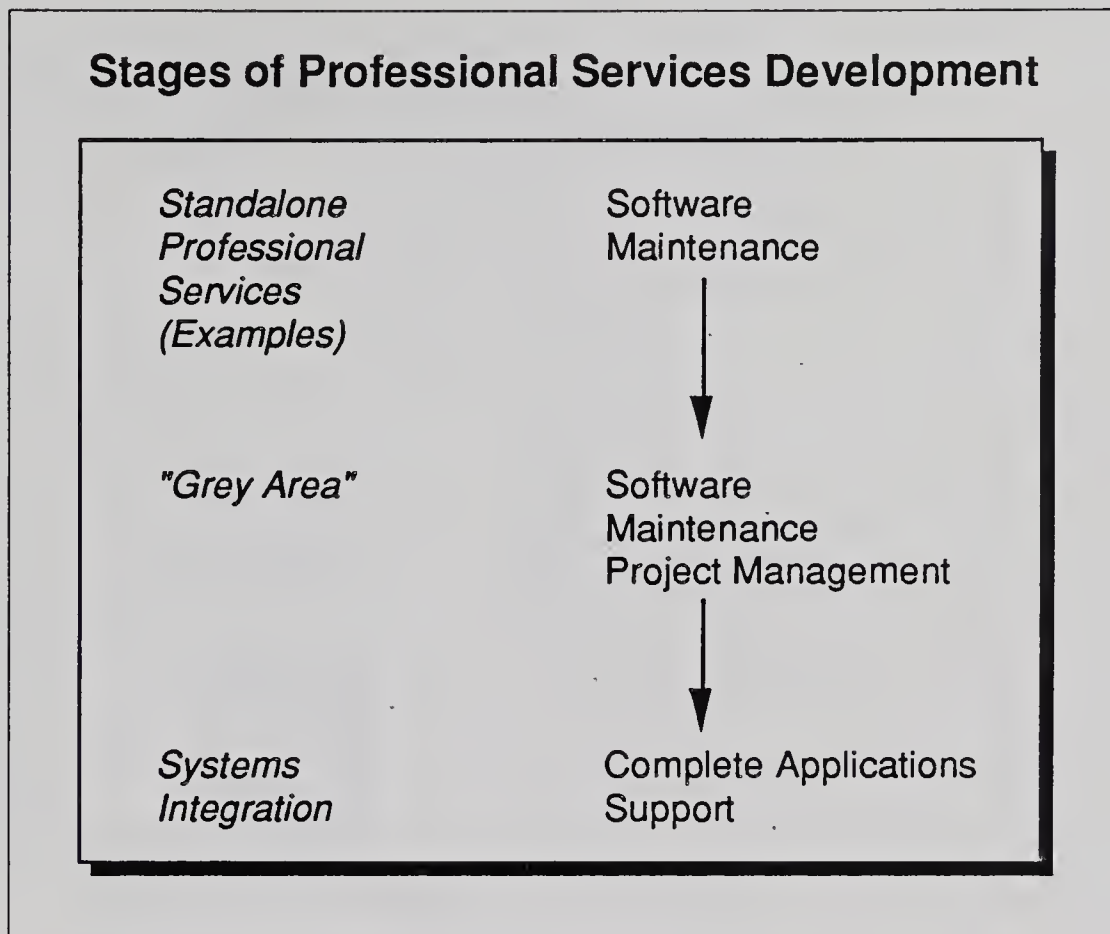 Stages of Professional Services Development
Standalone
Professional
Services
(Examples)
Software
Maintenance
"Grey Area"
Software
Maintenance
Project Management
Systems
Integration
Complete Applications
Support